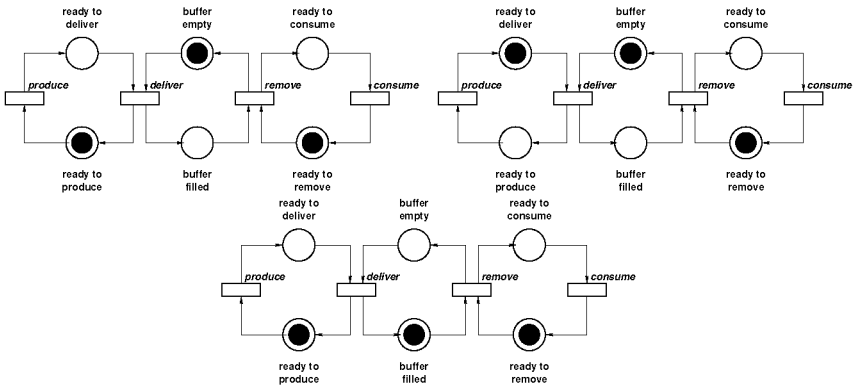 ready to deliver
buffer empty
ready to consume
produce
deliver
remove
consume
ready to produce
buffer filled
ready to remove
ready to deliver
buffer empty
ready to consume
produce
deliver
remove
consume
ready to produce
buffer filled
ready to remove
ready to deliver
buffer empty
ready to consume
produce
deliver
remove
consume
ready to produce
buffer filled
ready to remove